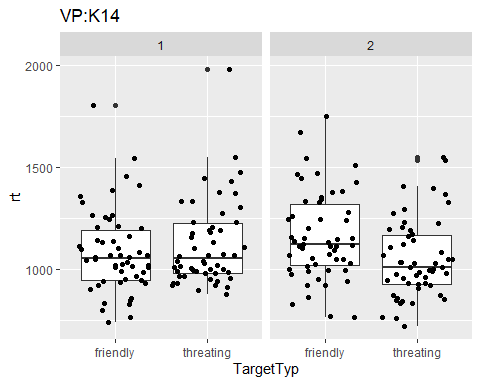 VP:K14
1 2
2000
1500
1000
rt
friendly threating friendly threating
TargetTyp